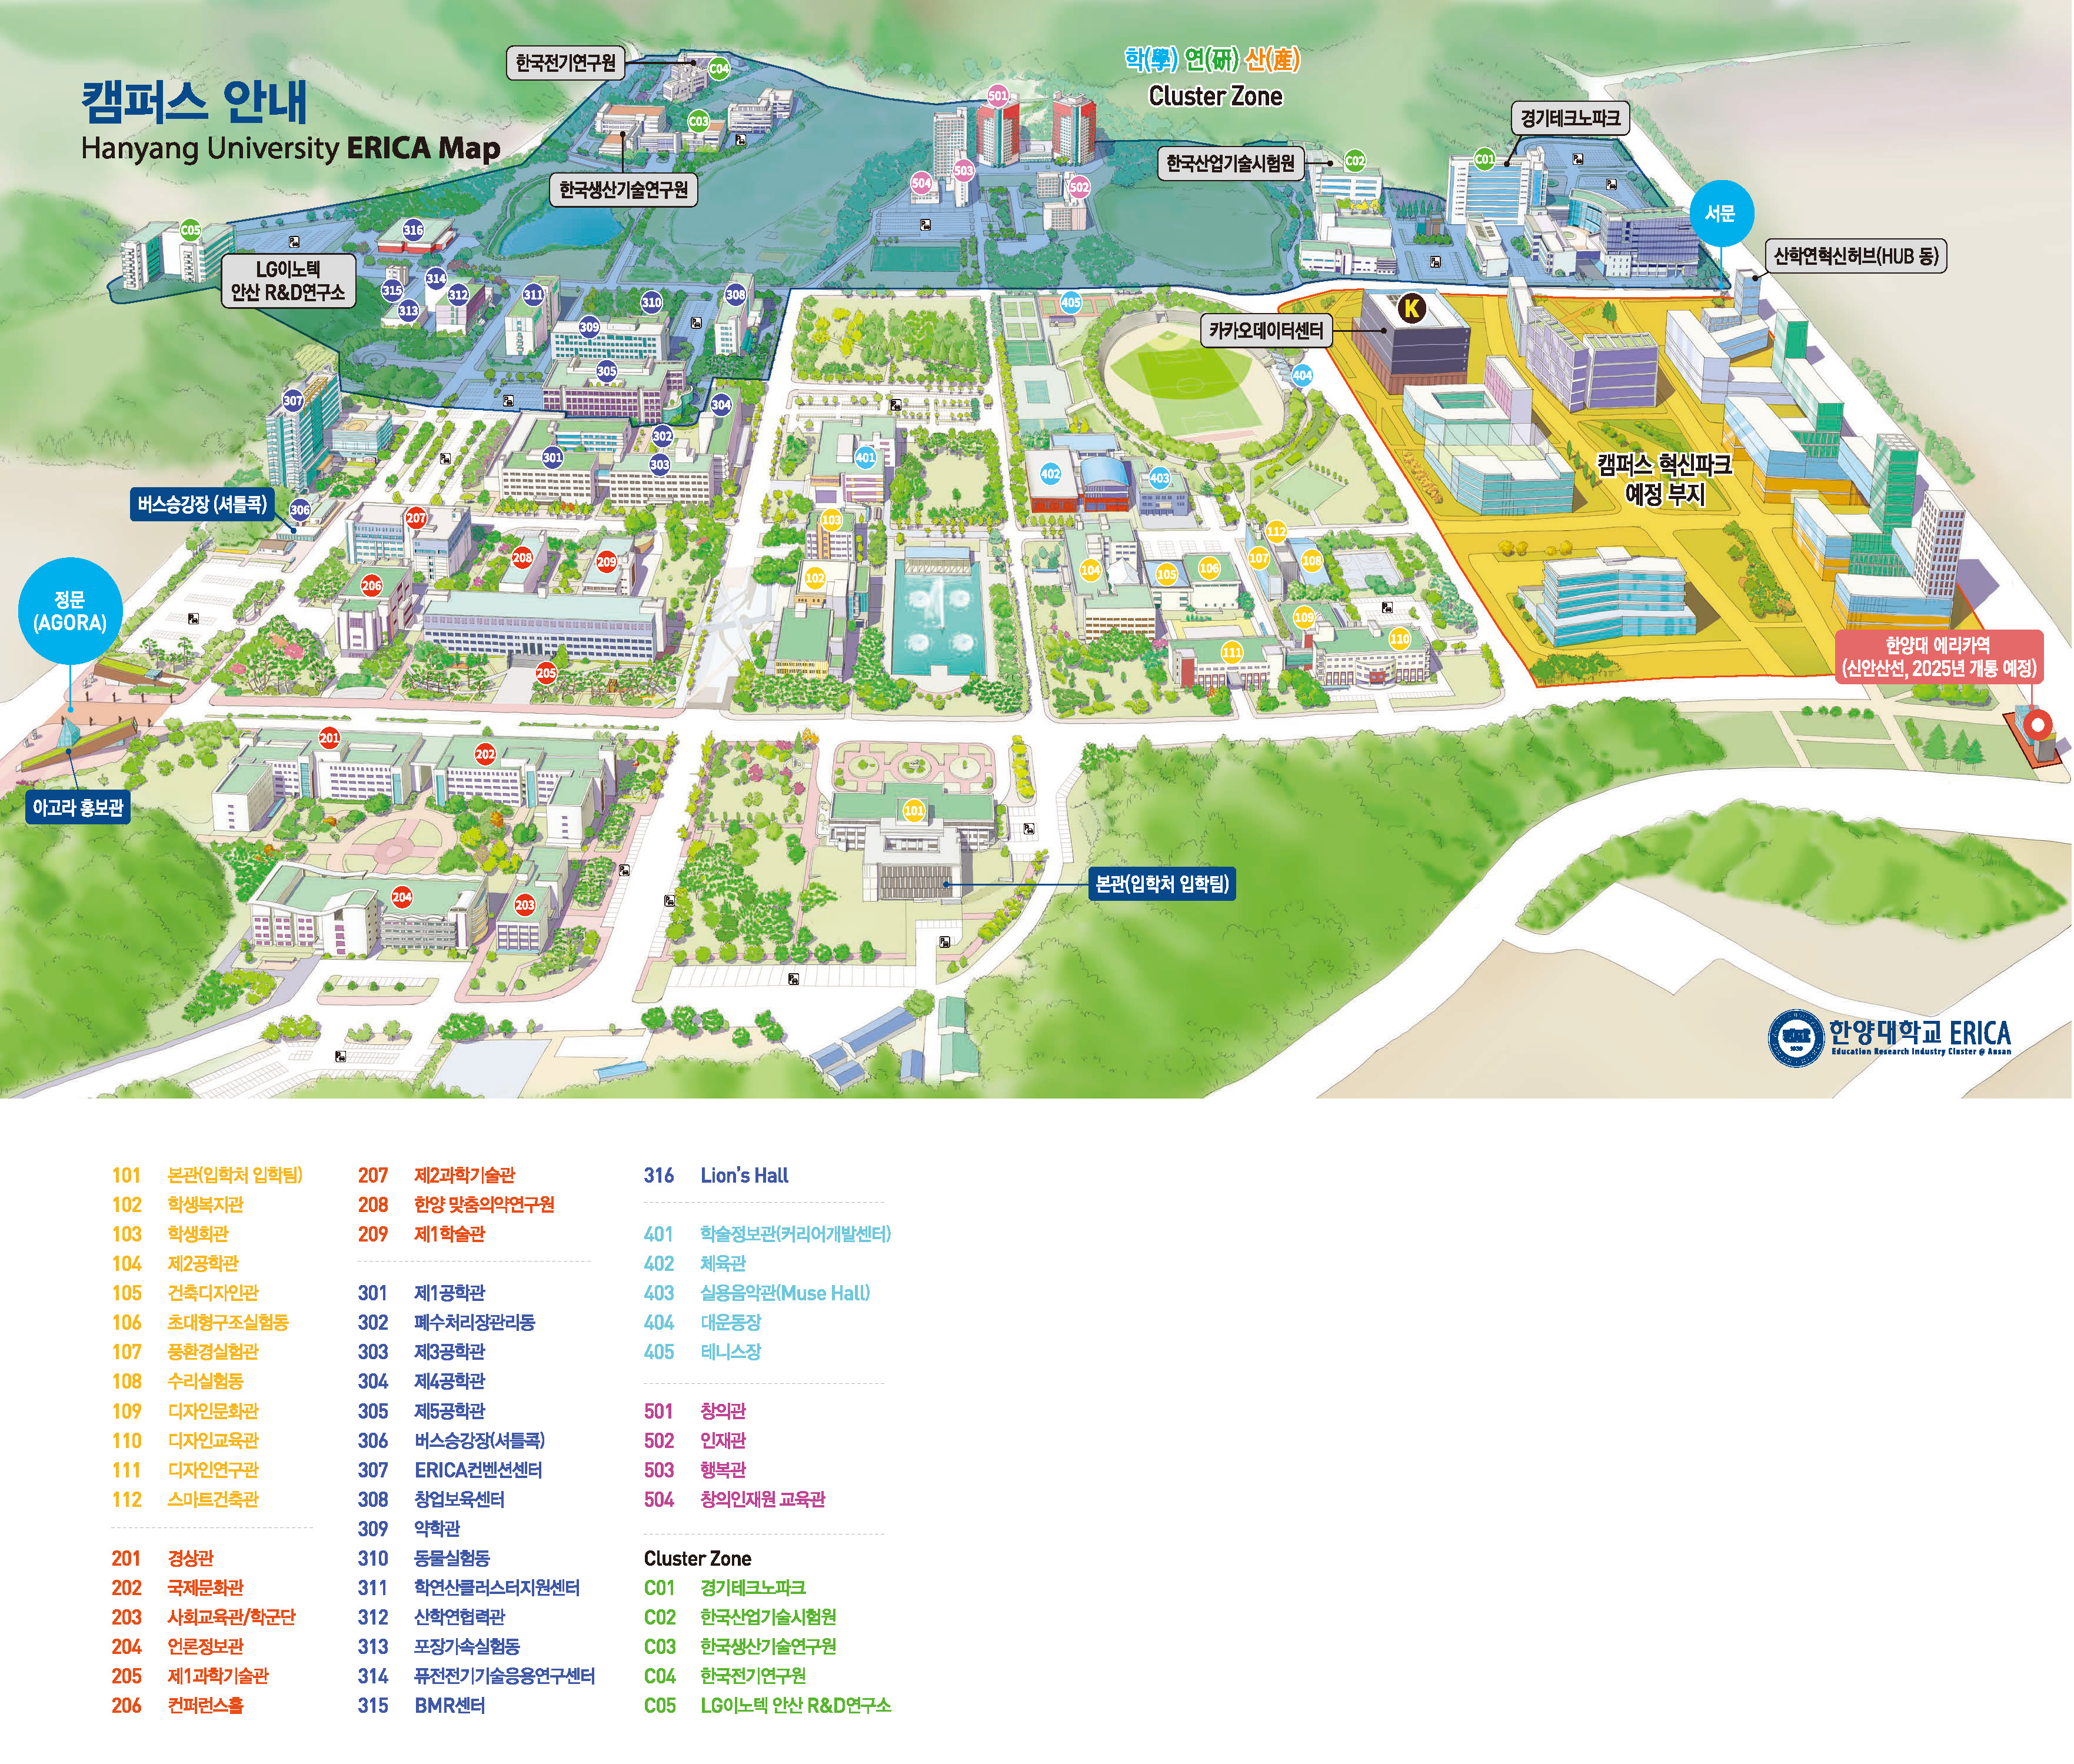 캠퍼스 안내
Hanyang University ERICA Map
한국전기연구원
C04
C03
한국생산기술연구원
학(學) 연(硏) 산(産)
Cluster Zone
501
503
504
502
한국산업기술시험원
C02
경기테크노파크
C01
서문
산학연혁신허브(HUB 동)
C05
LG이노텍
안산 R&D연구소
316
315
314
313
312
311
310
309
308
305
307
304
302
301
303
405
카카오데이터센터
K
404
캠퍼스 혁신파크
예정 부지
401
402
403
버스승강장 (셔틀콕)
306
207
208
209
206
205
103
102
104
105
106
107
112
108
109
110
111
정문
(AGORA)
한양대 에리카역
(신안산선, 2025년 개통 예정)
아고라 홍보관
201
202
204
203
101
본관(입학처 입학팀)
한양대학교 ERICA
Education Research Industry Cluster @ Ansan
1939
101 본관(입학처 입학팀)
102 학생복지관
103 학생회관
104 제2공학관
105 건축디자인관
106 초대형구조실험동
107 풍환경실험관
108 수리실험동
109 디자인문화관
110 디자인교육관
111 디자인연구관
112 스마트건축관
201 경상관
202 국제문화관
203 사회교육관/학군단
204 언론정보관
205 제1과학기술관
206 컨퍼런스홀
207 제2과학기술관
208 한양 맞춤의약연구원
209 제1학술관
301 제1공학관
302 폐수처리장관리동
303 제3공학관
304 제4공학관
305 제5공학관
306 버스승강장(셔틀콕)
307 ERICA컨벤션센터
308 창업보육센터
309 약학관
310 동물실험동
311 학연산클러스터지원센터
312 산학연협력관
313 포장가속실험동
314 퓨전전기기술응용연구센터
315 BMR센터
316 Lion's Hall
401 학술정보관(커리어개발센터)
402 체육관
403 실용음악관(Muse Hall)
404 대운동장
405 테니스장
501 창의관
502 인재관
503 행복관
504 창의인재원 교육관
Cluster Zone
C01 경기테크노파크
C02 한국산업기술시험원
C03 한국생산기술연구원
C04 한국전기연구원
C05 LG이노텍 안산 R&D연구소